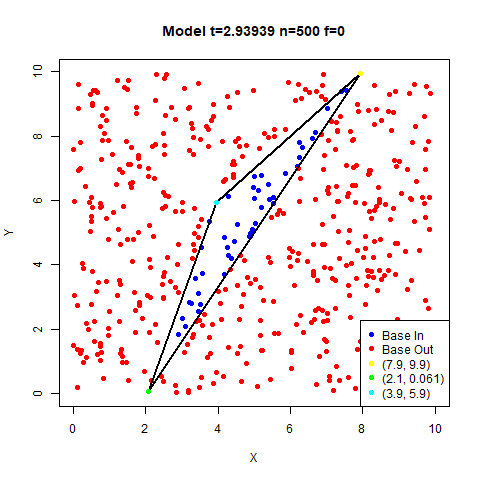 Model t=2.93939 n=500 f=0
Y
10
8
6
4
2
0
0 2 4 6 8 10
X
Base In
Base Out
(7.9, 9.9)
(2.1, 0.061)
(3.9, 5.9)